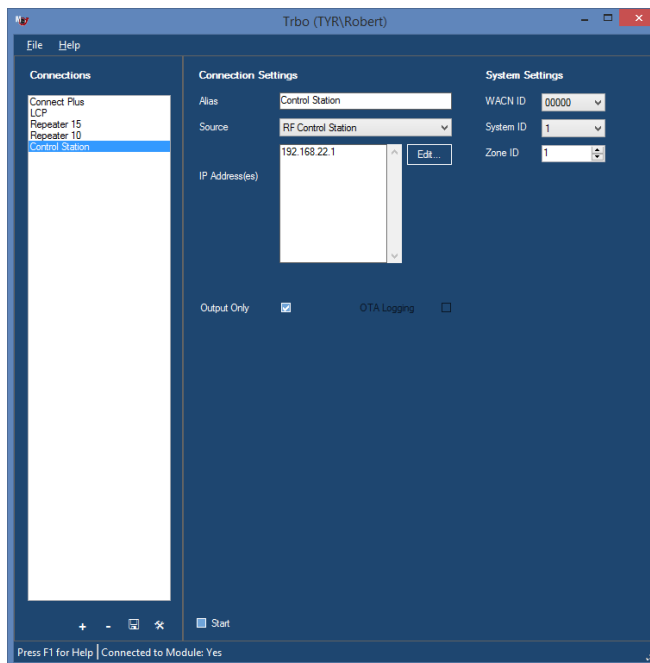 Trbo (TYR\Robert)
File Help
Connections
Connect Plus
LCP
Repeater 15
Repeater 10
Control Station
Connection Settings
Alias Control Station
Source RF Control Station
IP Address(es) 192.168.22.1 Edit...
Output Only OTA Logging
System Settings
WACN ID 00000
System ID 1
Zone ID 1
+ -
Start
Press F1 for Help Connected to Module: Yes